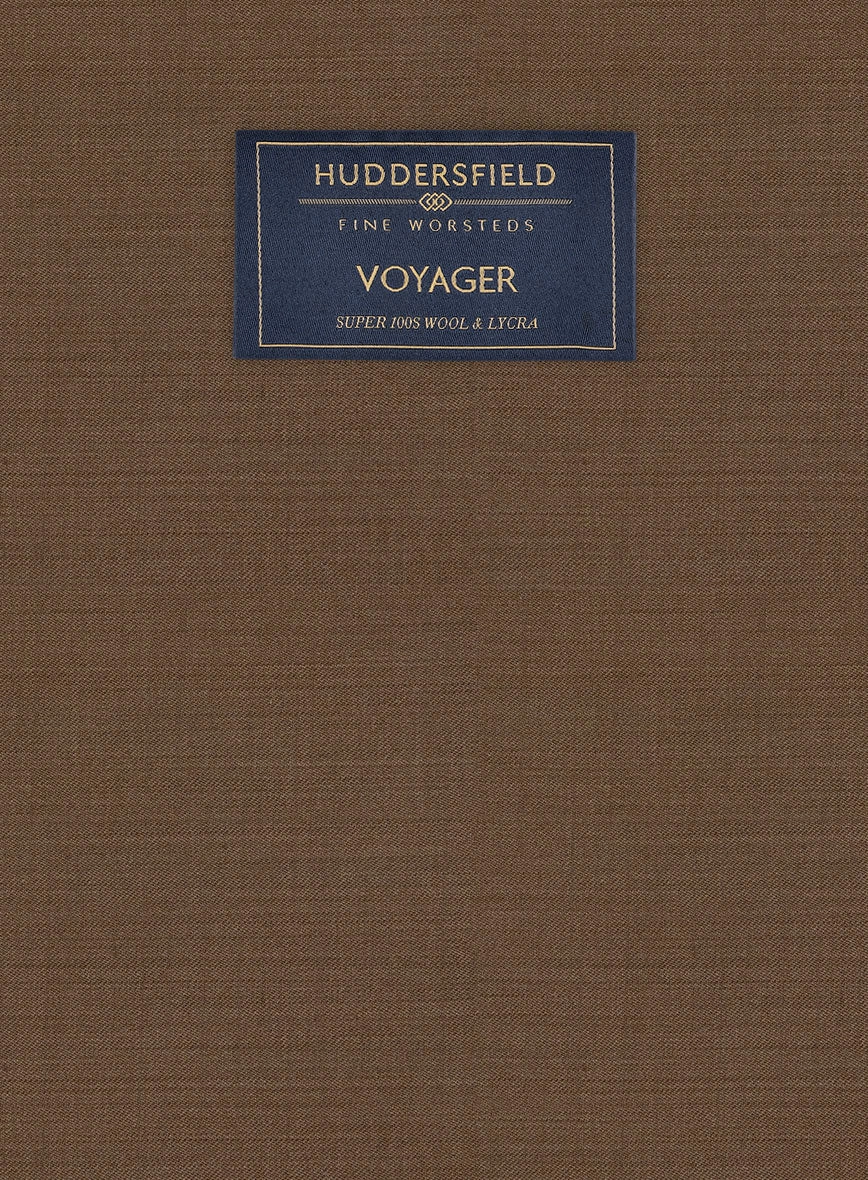 HUDDERSFIELD
FINE WORSTEDS
VOYAGER
SUPER 100S WOOL & LYCRA